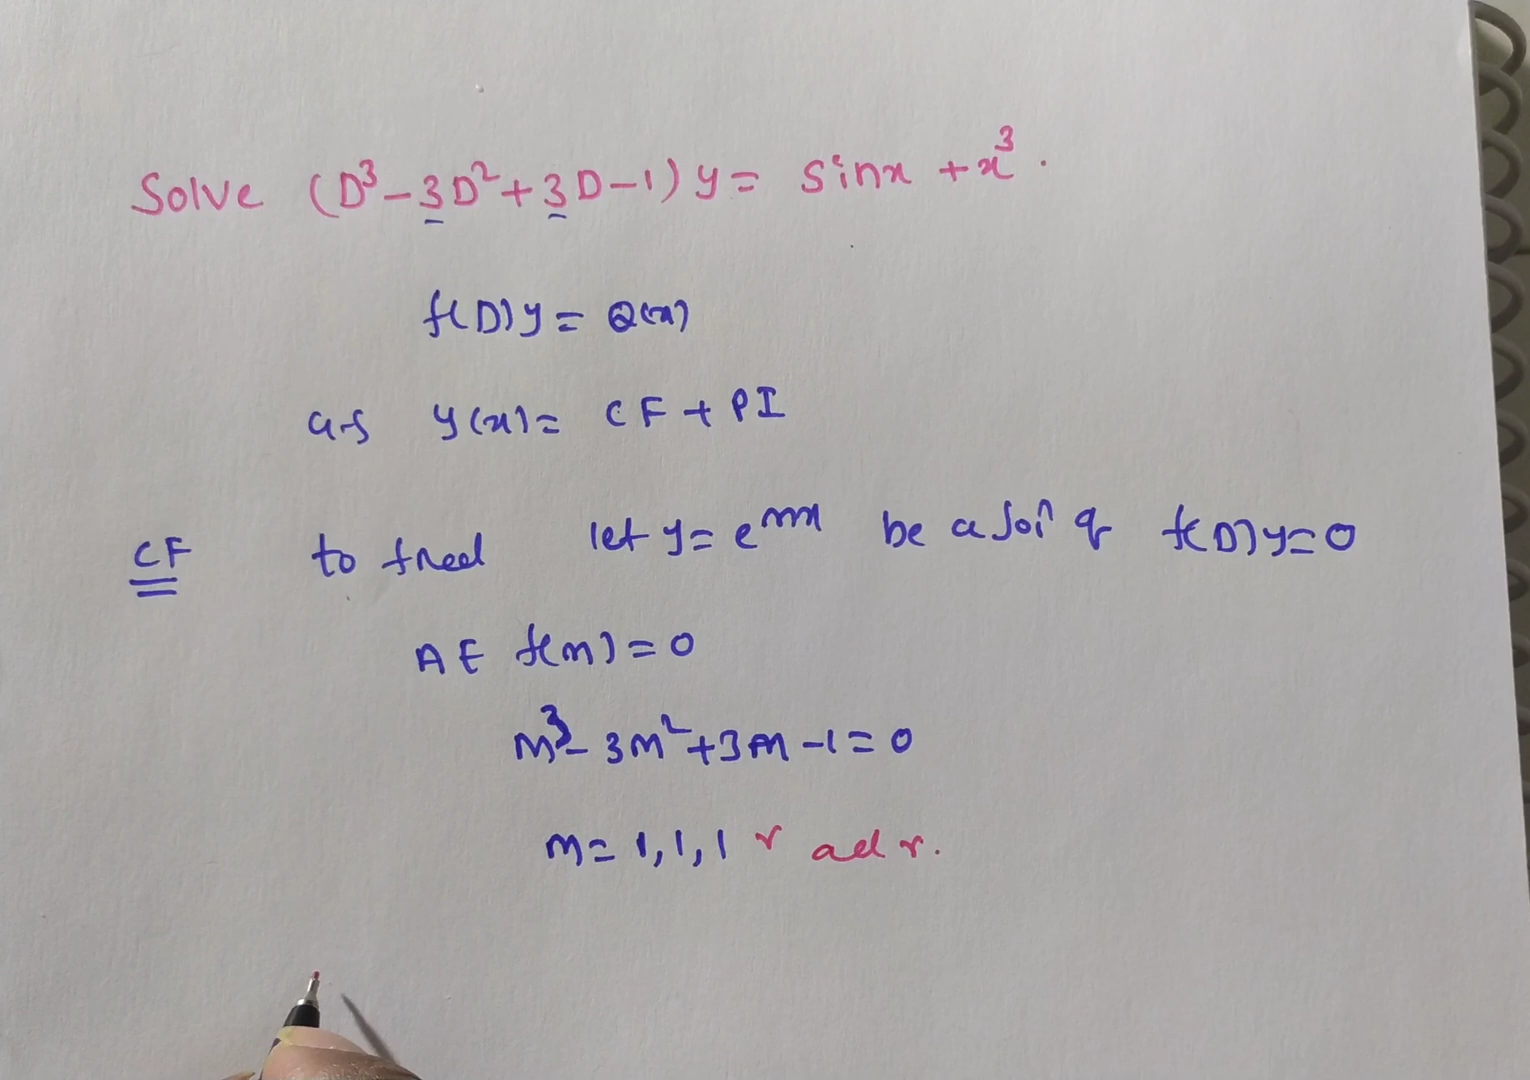 Solve (D³-3D²+3D-1) y = sinx + x³.
f(D)y = Q(x)
G.S y(x) = CF + PI
CF to find let y = e^mx be a solⁿ of f(D)y=0
AE f(m)=0
m³-3m²+3m-1=0
m = 1,1,1 r and r.